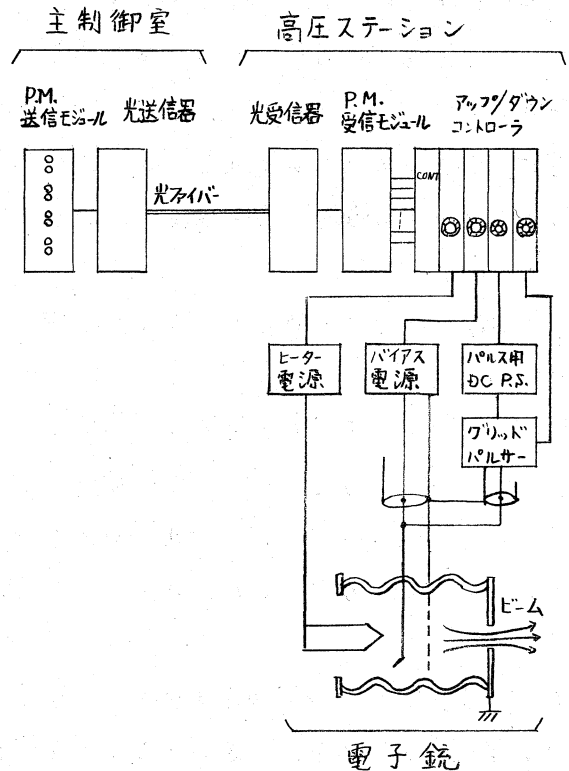 主制御室
高圧ステーション
P.M.
送信モジュール
光送信器
光受信器
P.M.
受信モジュール
アップ/ダウン
コントローラ
光ファイバー
CONT
ヒーター
電源
バイアス
電源
パルス用
DC P.S.
グリッド
パルサー
ビーム
電子銃